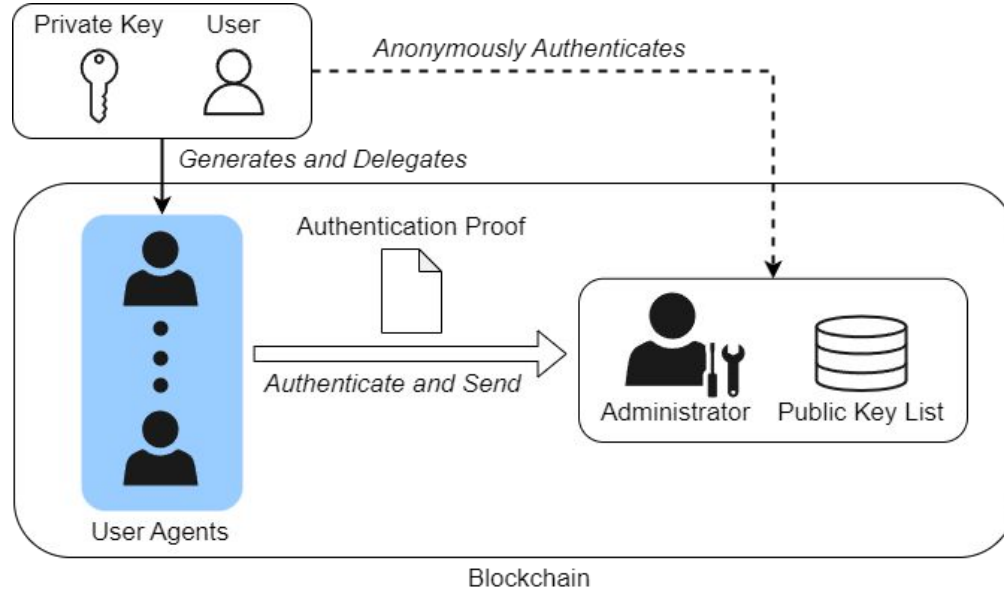 Private Key
User
Anonymously Authenticates
Generates and Delegates
Authentication Proof
Authenticate and Send
Administrator
Public Key List
User Agents
Blockchain